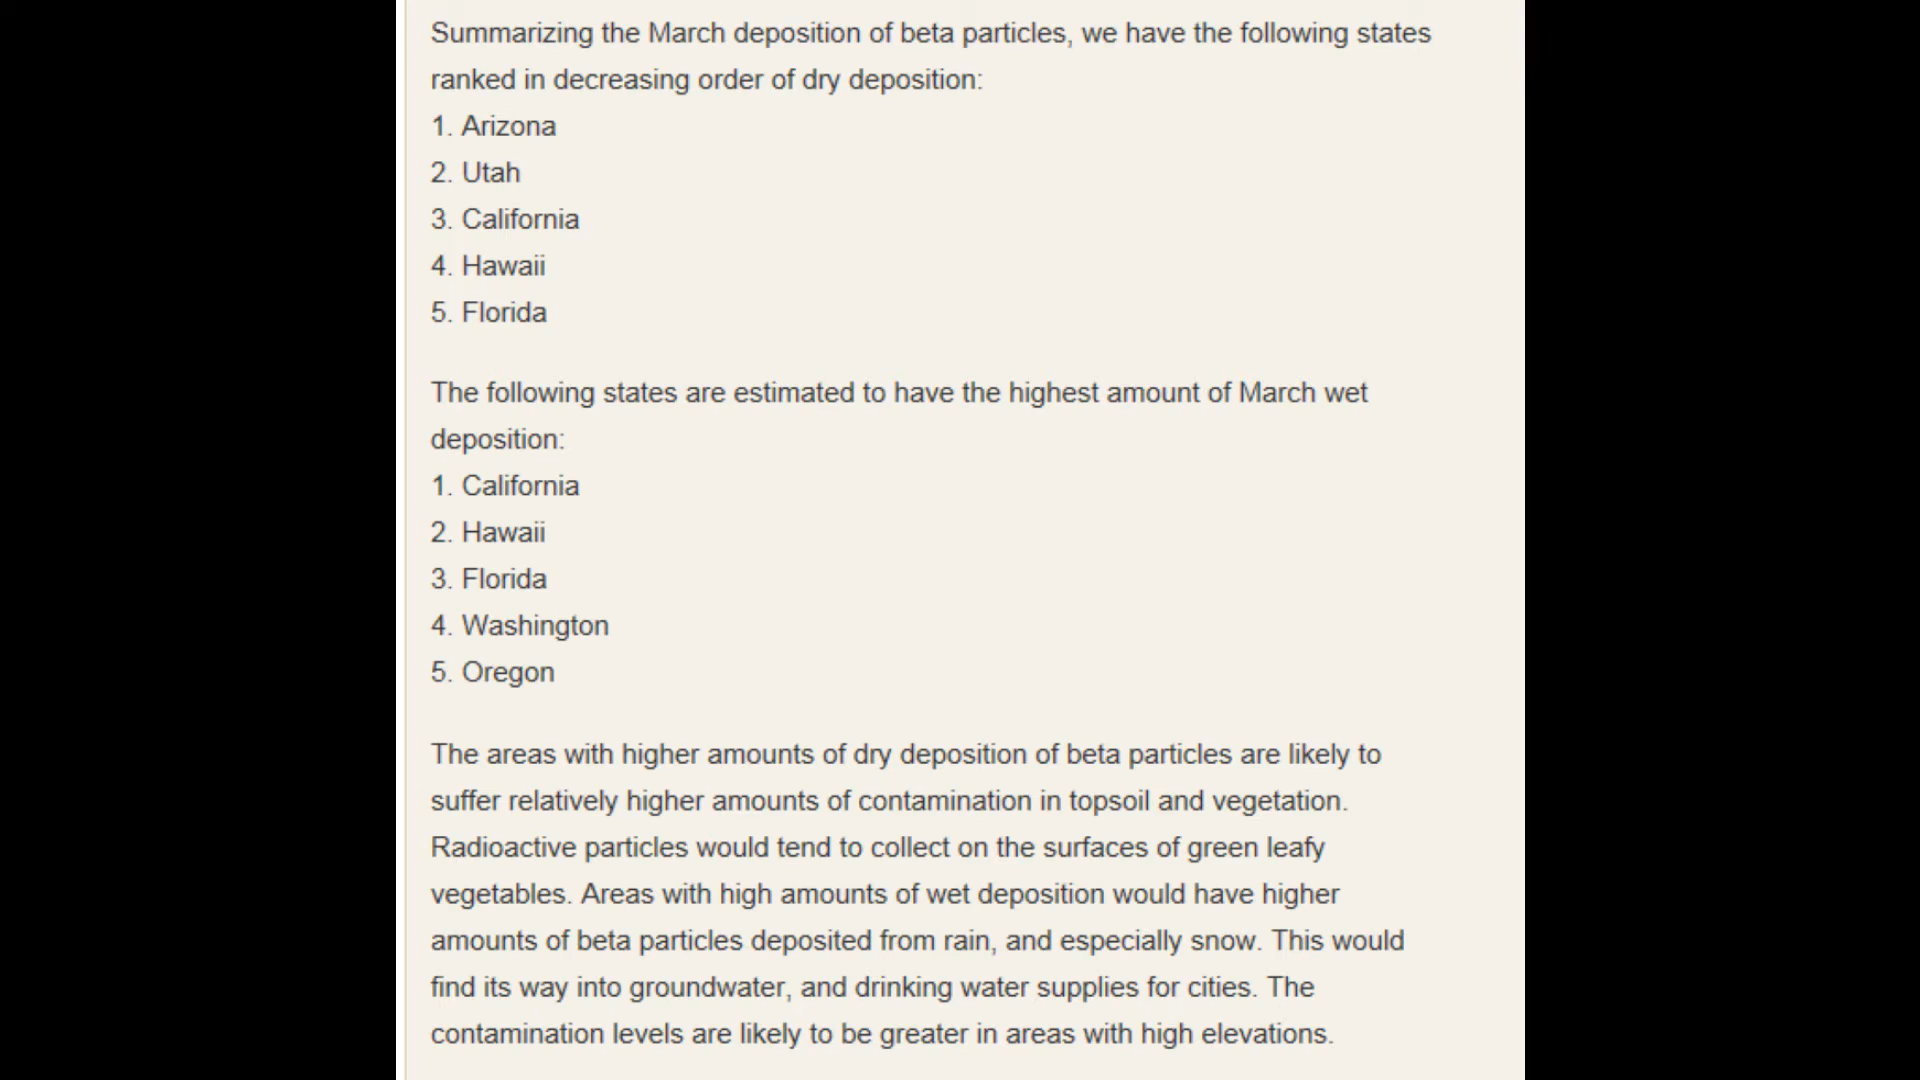 Summarizing the March deposition of beta particles, we have the following states
ranked in decreasing order of dry deposition:
1. Arizona
2. Utah
3. California
4. Hawaii
5. Florida
The following states are estimated to have the highest amount of March wet
deposition:
1. California
2. Hawaii
3. Florida
4. Washington
5. Oregon
The areas with higher amounts of dry deposition of beta particles are likely to
suffer relatively higher amounts of contamination in topsoil and vegetation.
Radioactive particles would tend to collect on the surfaces of green leafy
vegetables. Areas with high amounts of wet deposition would have higher
amounts of beta particles deposited from rain, and especially snow. This would
find its way into groundwater, and drinking water supplies for cities. The
contamination levels are likely to be greater in areas with high elevations.